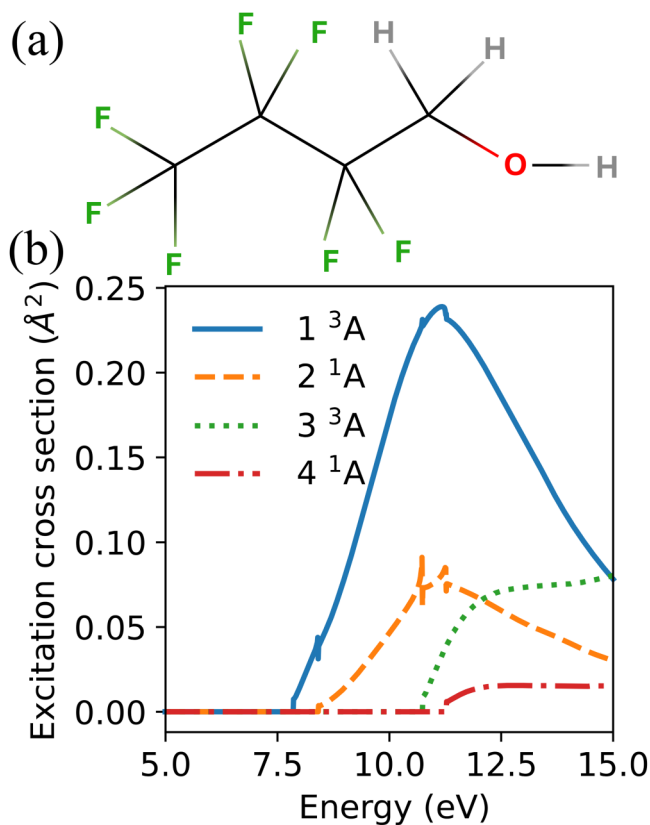 (a)
F
F
H
H
F
O
H
F
F
F
F
(b)
Excitation cross section (Å²)
0.25
0.20
0.15
0.10
0.05
0.00
1 ³A
2 ¹A
3 ³A
4 ¹A
5.0 7.5 10.0 12.5 15.0
Energy (eV)